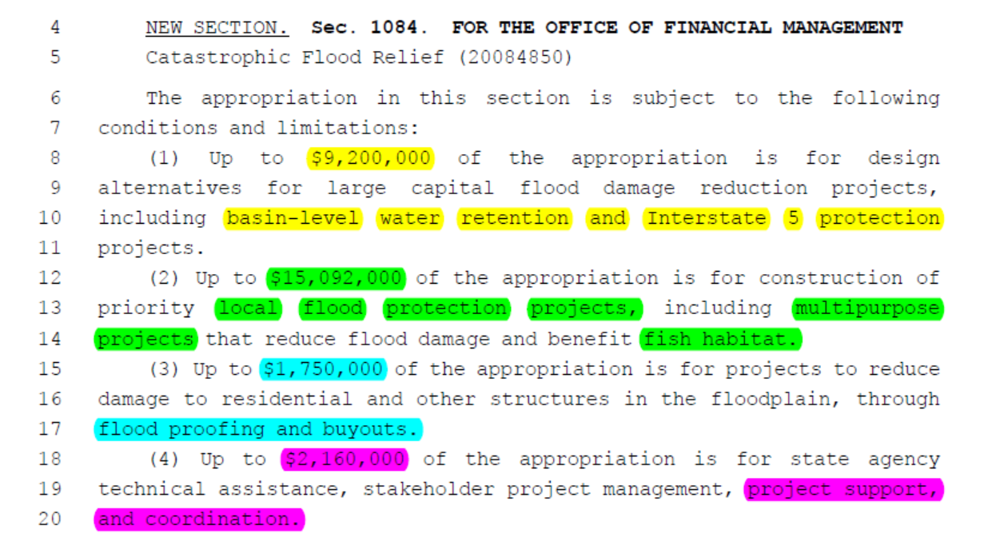 4 NEW SECTION. Sec. 1084. FOR THE OFFICE OF FINANCIAL MANAGEMENT
5 Catastrophic Flood Relief (20084850)
6 The appropriation in this section is subject to the following
7 conditions and limitations:
8 (1) Up to $9,200,000 of the appropriation is for design
9 alternatives for large capital flood damage reduction projects,
10 including basin-level water retention and Interstate 5 protection
11 projects.
12 (2) Up to $15,092,000 of the appropriation is for construction of
13 priority local flood protection projects, including multipurpose
14 projects that reduce flood damage and benefit fish habitat.
15 (3) Up to $1,750,000 of the appropriation is for projects to reduce
16 damage to residential and other structures in the floodplain, through
17 flood proofing and buyouts.
18 (4) Up to $2,160,000 of the appropriation is for state agency
19 technical assistance, stakeholder project management, project support,
20 and coordination.